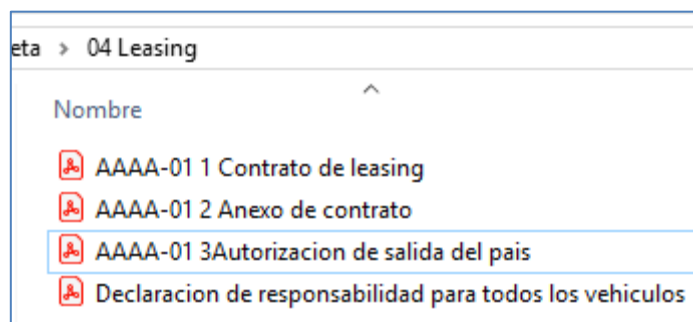 eta > 04 Leasing
Nombre
AAAA-01 1 Contrato de leasing
AAAA-01 2 Anexo de contrato
AAAA-01 3Autorizacion de salida del pais
Declaracion de responsabilidad para todos los vehiculos